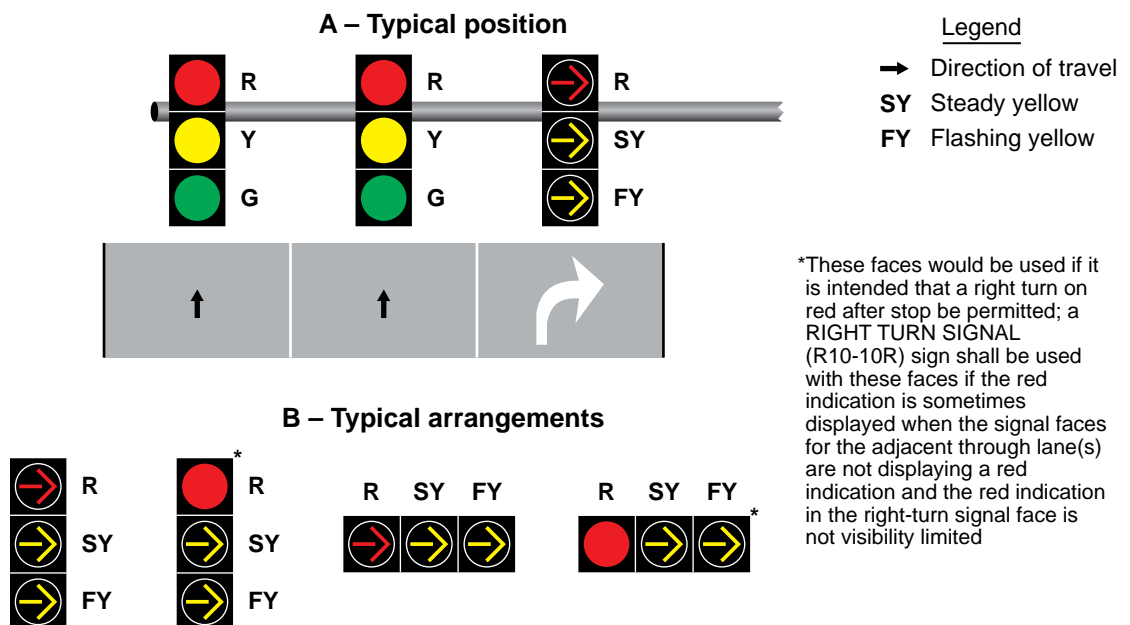 A – Typical position
R
Y
G
R
Y
G
R
SY
FY
Legend
Direction of travel
SY Steady yellow
FY Flashing yellow
*These faces would be used if it
is intended that a right turn on
red after stop be permitted; a
RIGHT TURN SIGNAL
(R10-10R) sign shall be used
with these faces if the red
indication is sometimes
displayed when the signal faces
for the adjacent through lane(s)
are not displaying a red
indication and the red indication
in the right-turn signal face is
not visibility limited
B – Typical arrangements
R
SY
FY
*
R
SY
FY
R SY FY
R SY FY
*